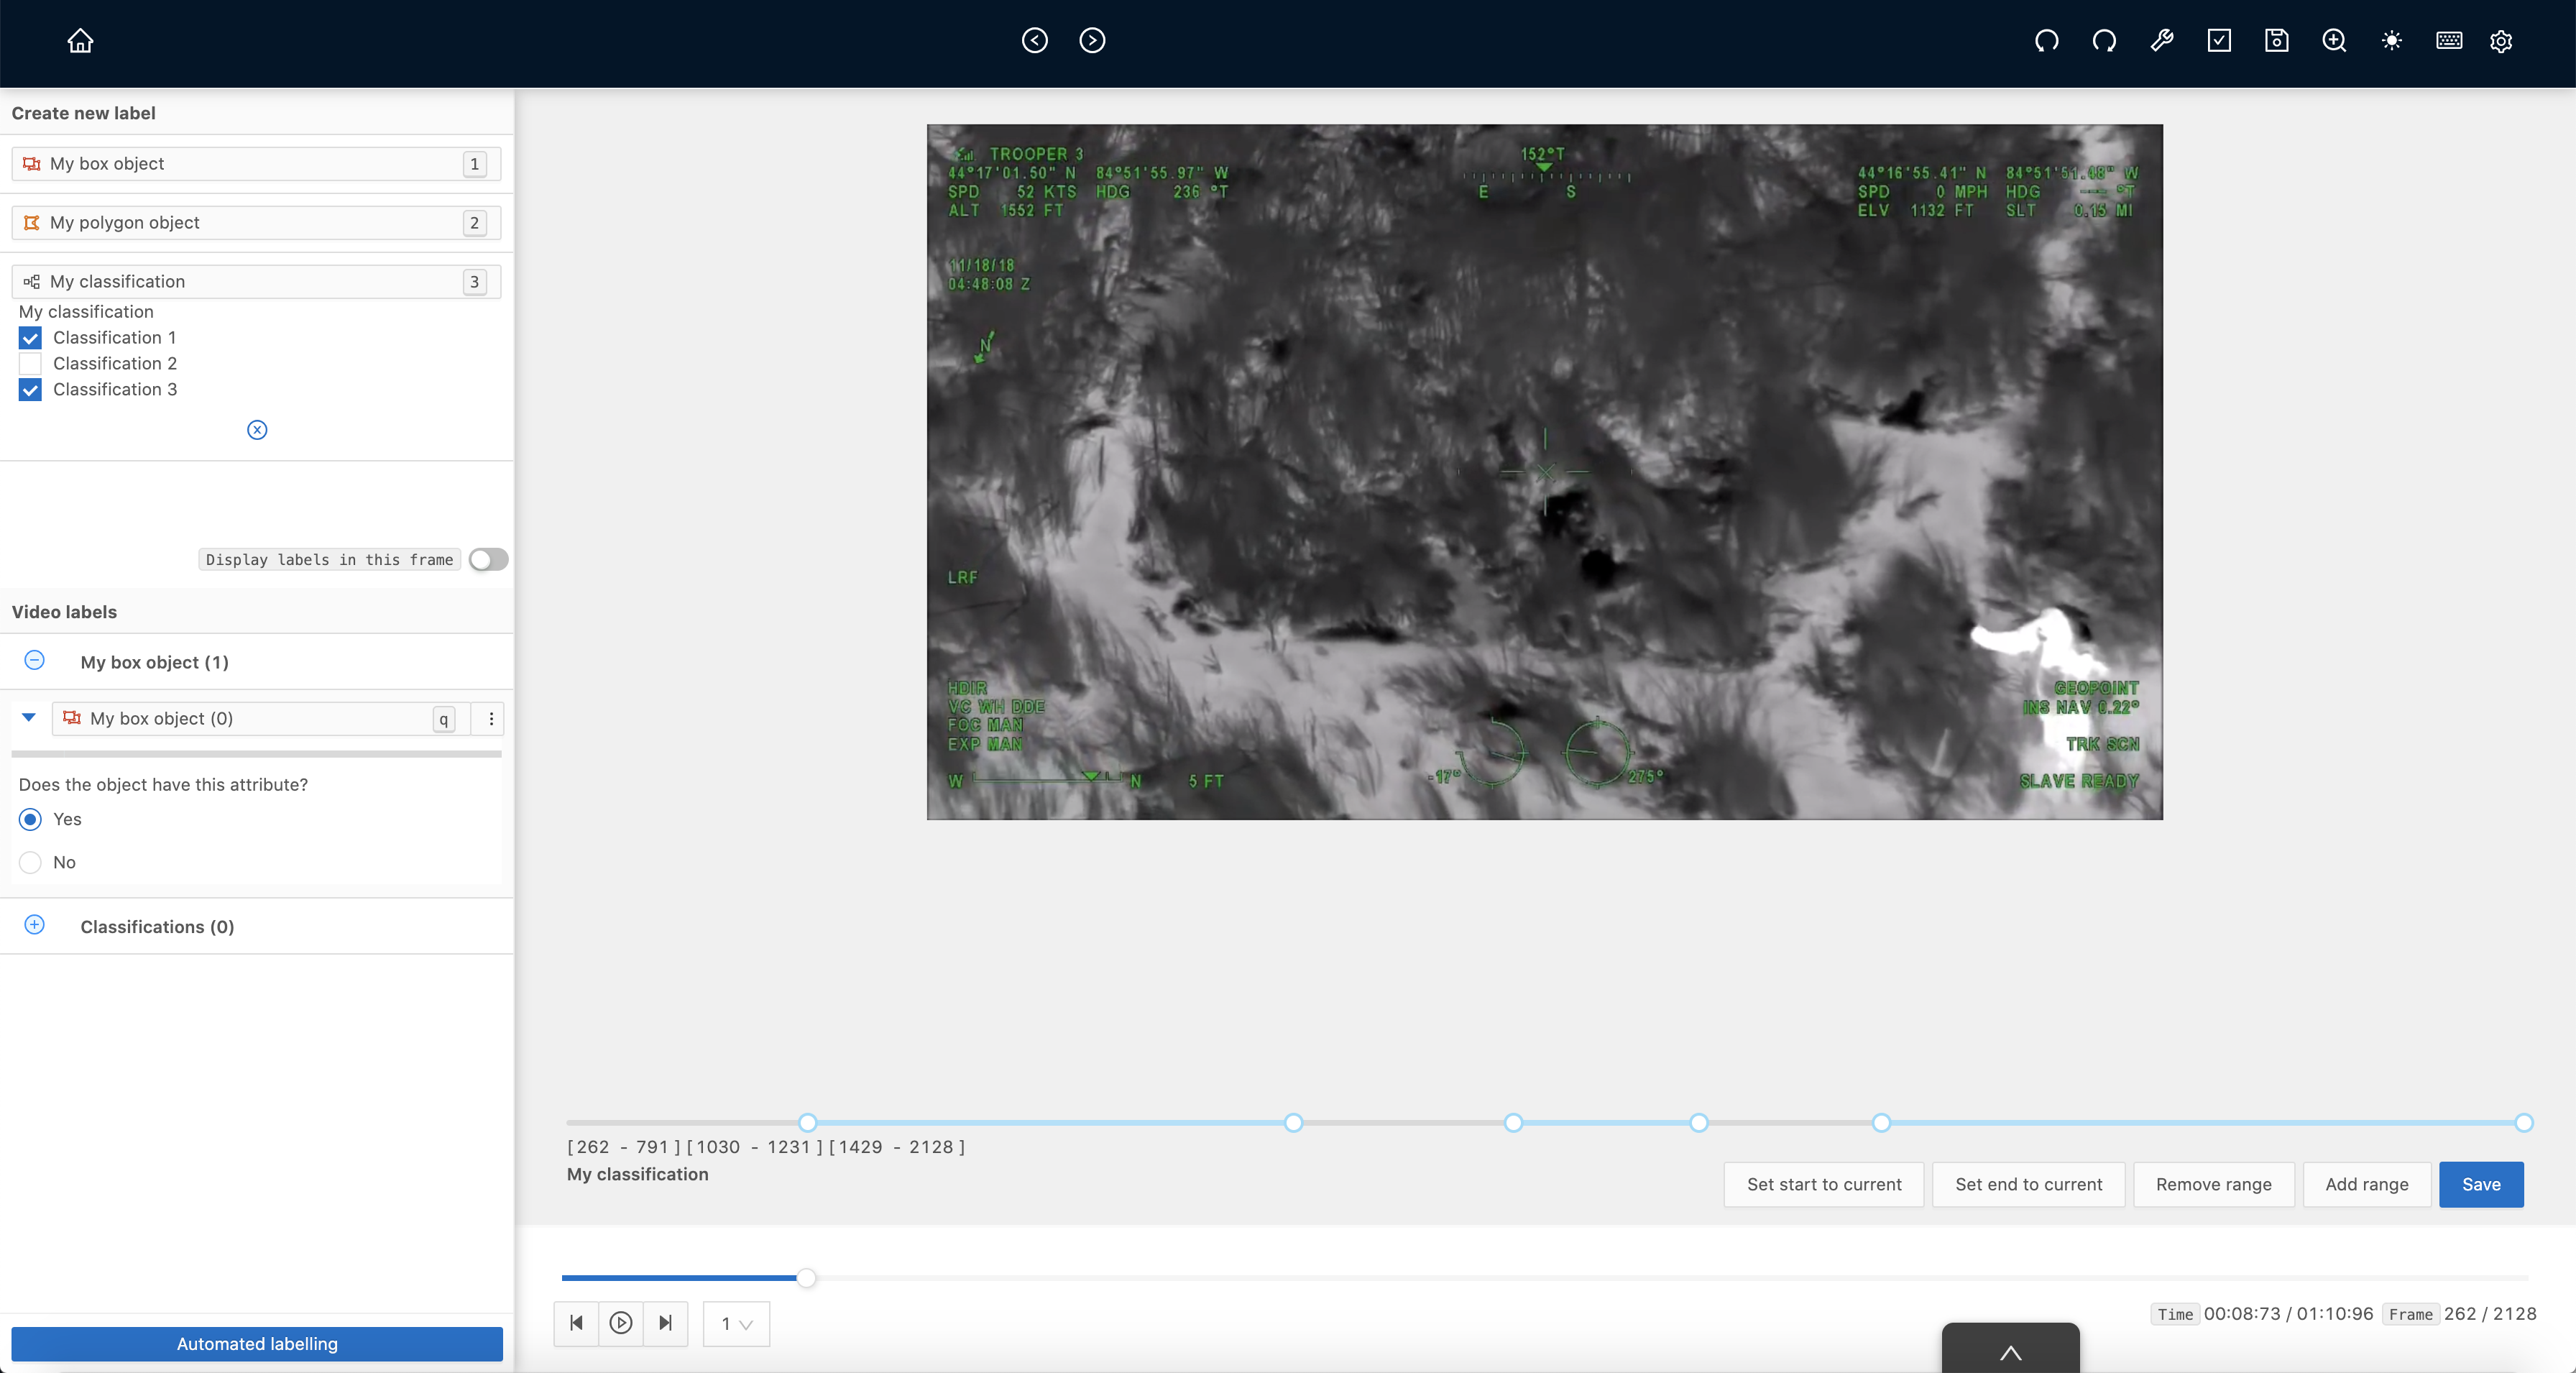 Create new label
My box object 1
My polygon object 2
My classification 3
My classification
Classification 1
Classification 2
Classification 3
Display labels in this frame
Video labels
My box object (1)
My box object (0) q
Does the object have this attribute?
Yes
No
Classifications (0)
Automated labelling
TROOPER 3
44°17'01.50" N 84°51'55.97" W
SPD 52 KTS HDG 236 °T
ALT 1552 FT
152°T
E S
44°16'55.41" N 84°51'51.48" W
SPD 0 MPH HDG --- °T
ELV 1132 FT SLT 0.15 MI
11/18/18
04:48:08 Z
N
LRF
HDIR
VC WH DDE
FOC MAN
EXP MAN
W N 5 FT
-17° 275°
GEOPOINT
INS NAV 0.22°
TRK SCN
SLAVE READY
[262 - 791] [1030 - 1231] [1429 - 2128]
My classification
Set start to current Set end to current Remove range Add range Save
1
Time 00:08:73 / 01:10:96 Frame 262 / 2128